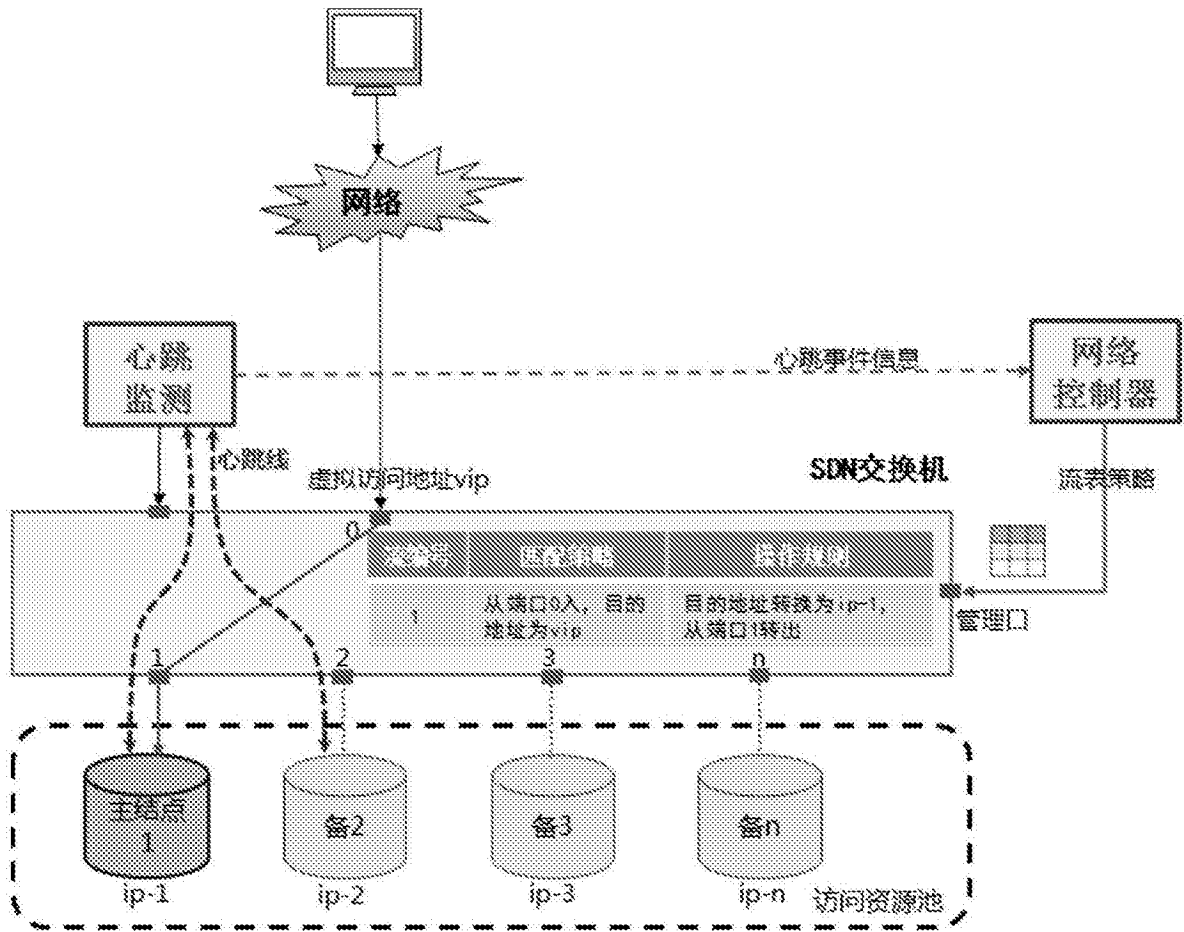 网络
心跳
监测
心跳事件信息
网络
控制器
心跳线
虚拟访问地址vip
SDN交换机
流表策略
0
流编号
匹配策略
操作规则
1
从端口0入，目的
地址为vip
目的地址转换为ip-1，
从端口1转出
管理口
1
2
3
n
主结点
1
备2
备3
备n
ip-1
ip-2
ip-3
ip-n
访问资源池